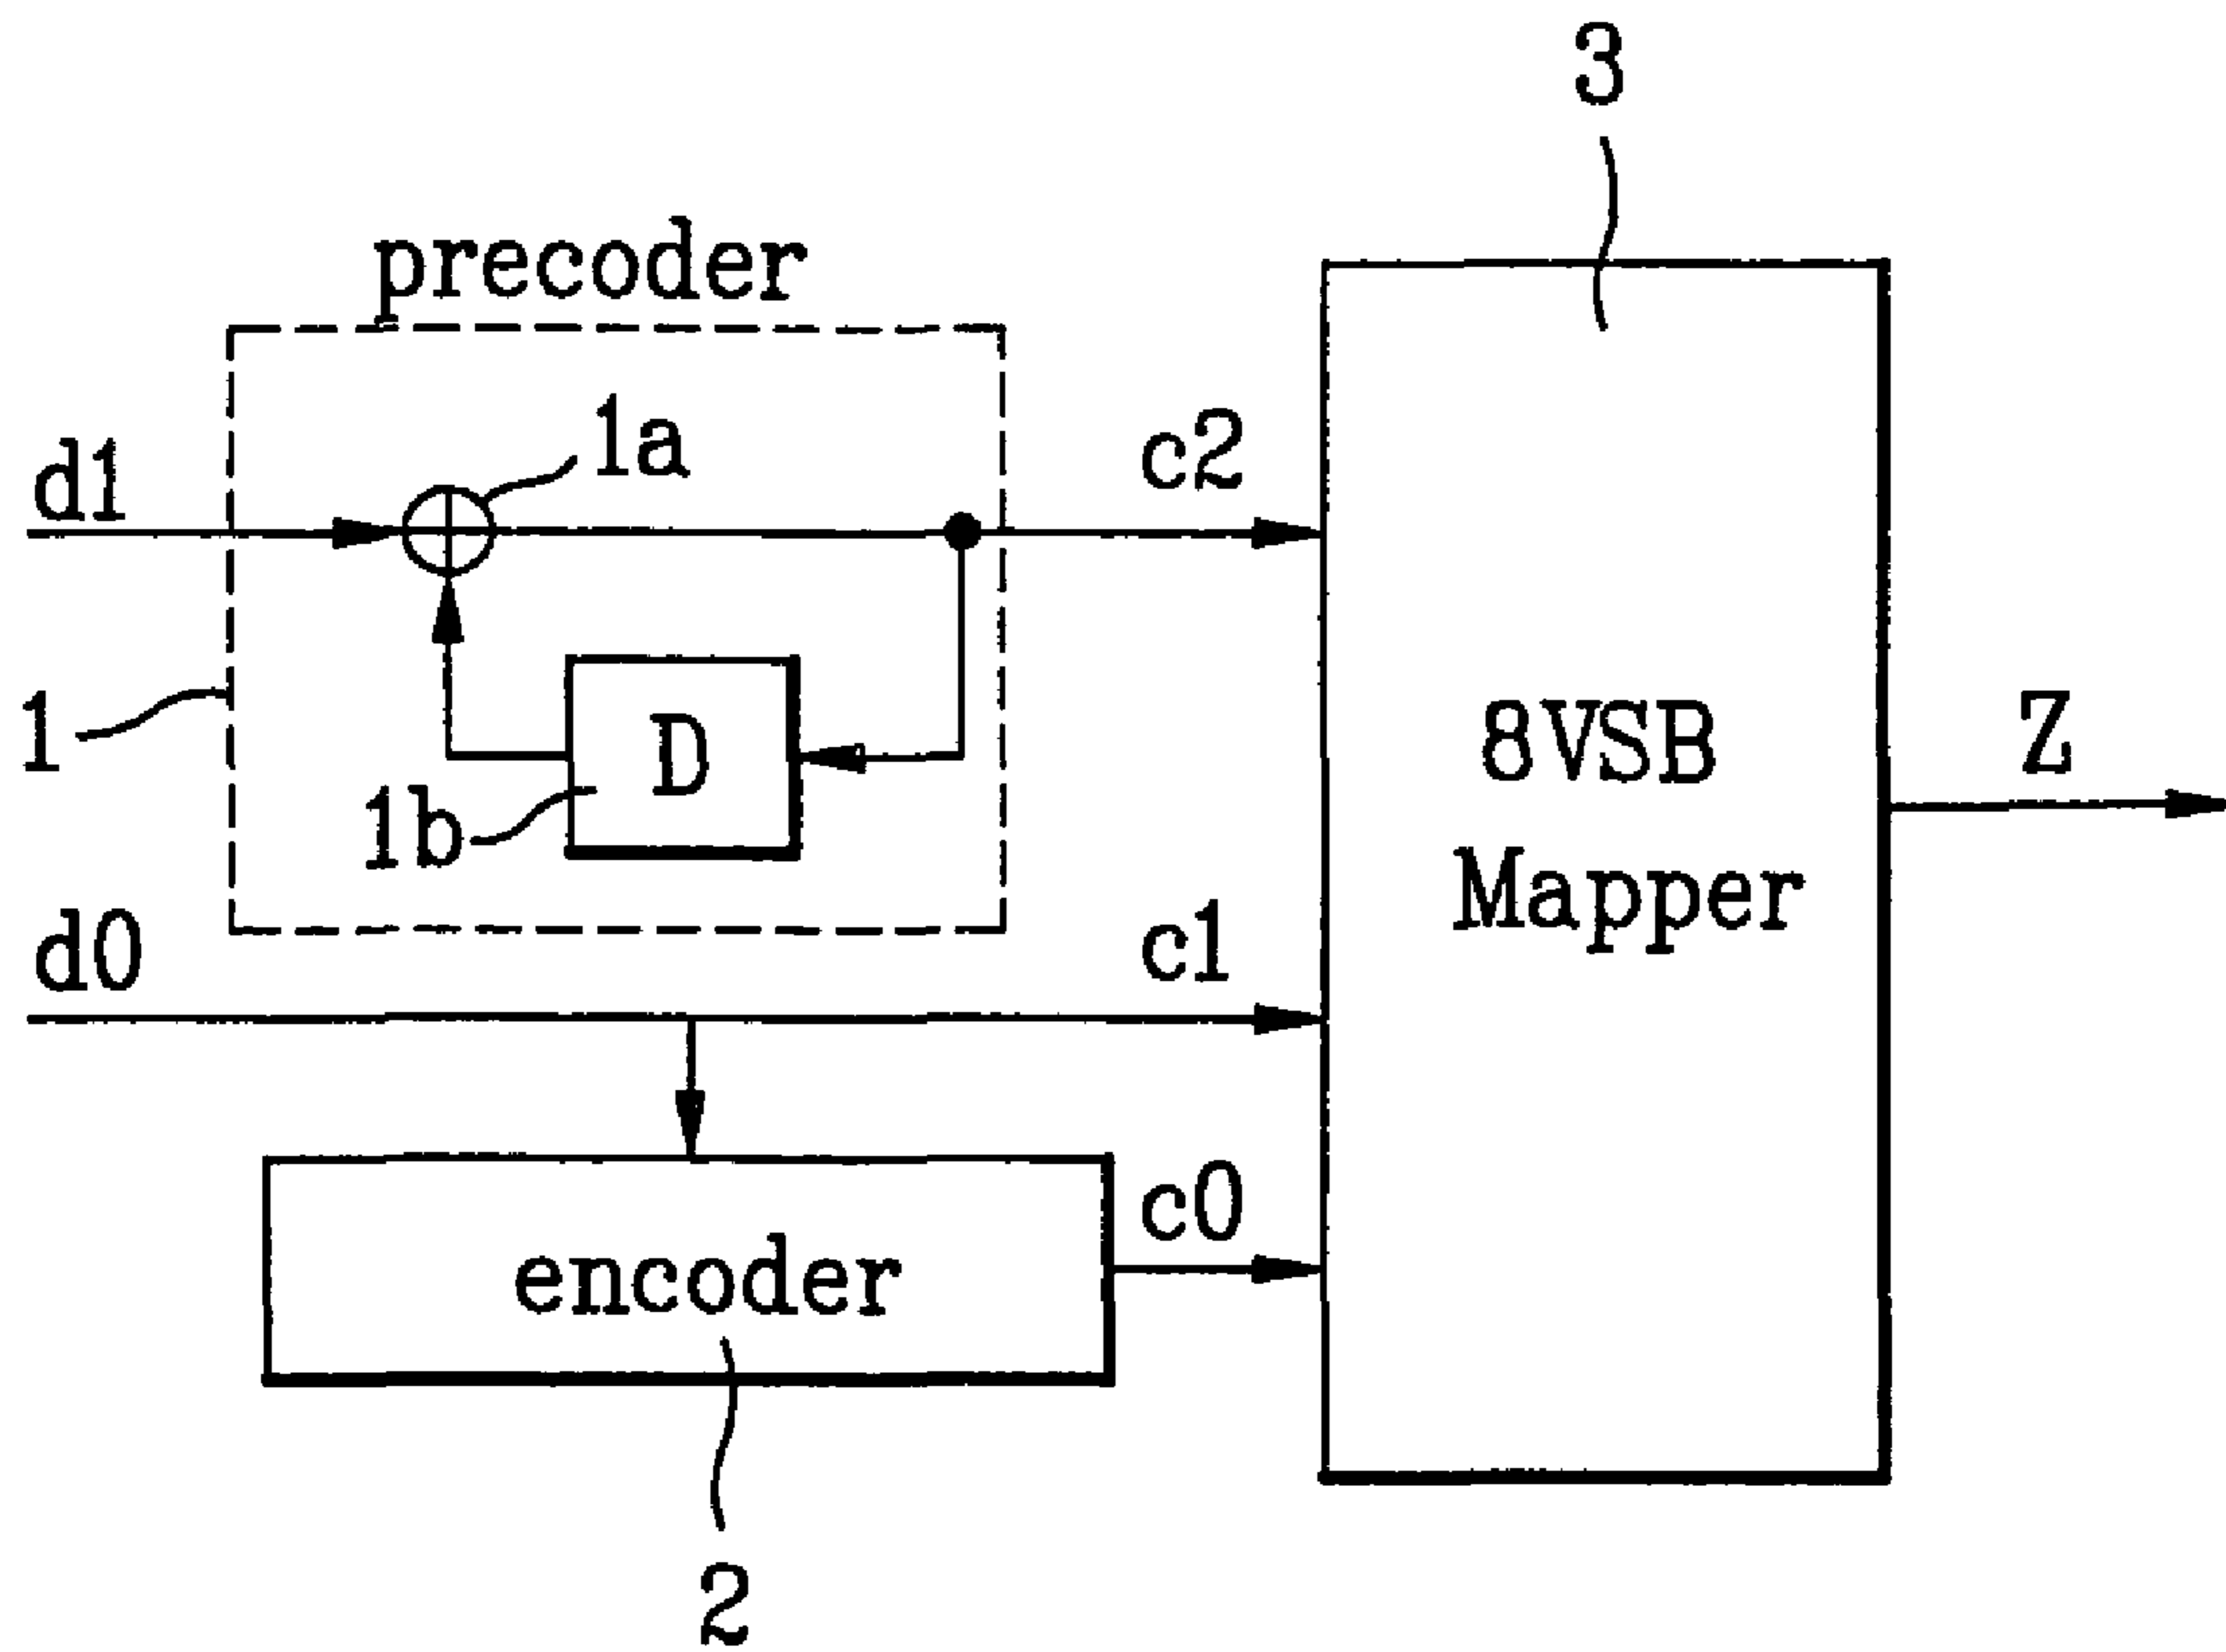 3
precoder
1a
d1
c2
1
D
1b
8VSB
Mapper
Z
d0
c1
c0
encoder
2